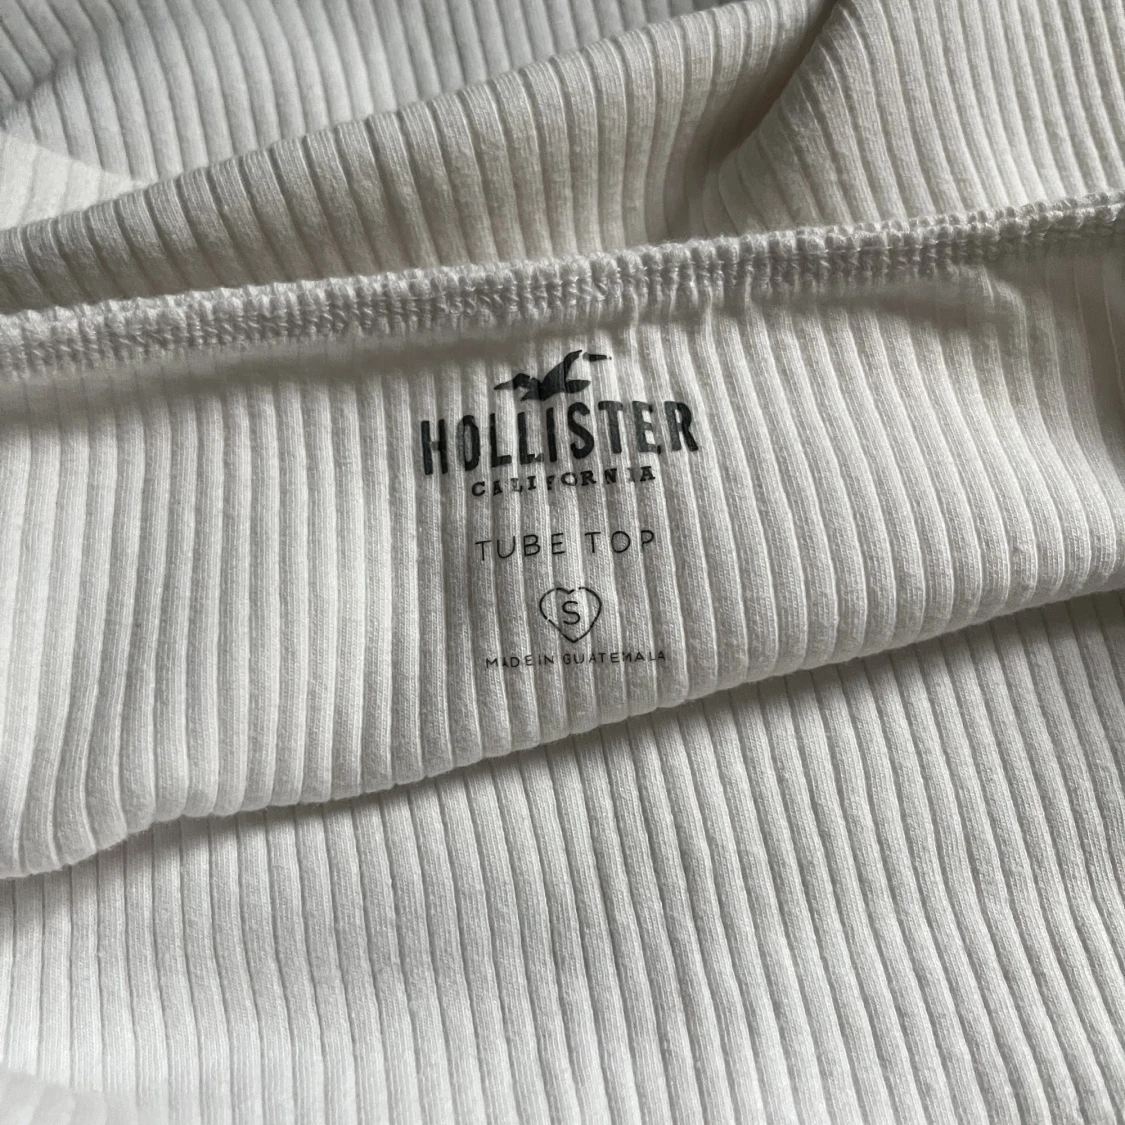 HOLLISTER
CALIFORNIA
TUBE TOP
S
MADE IN GUATEMALA